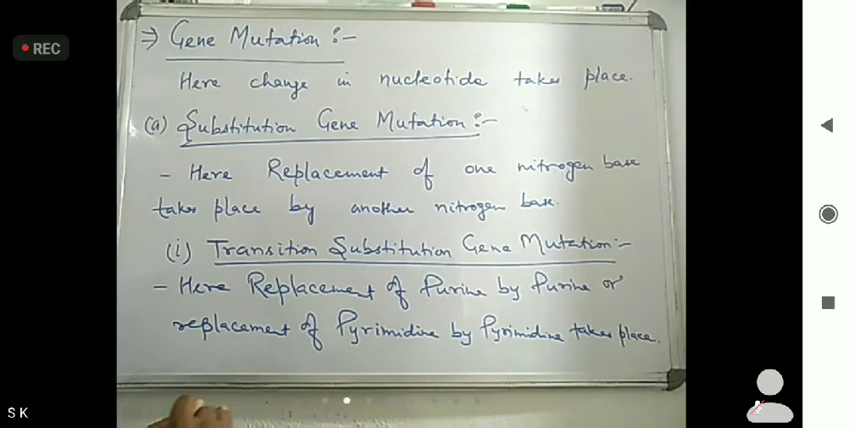 REC
⇒ Gene Mutation :-
Here change in nucleotide takes place.
(a) Substitution Gene Mutation :-
- Here Replacement of one nitrogen base
takes place by another nitrogen base.
(i) Transition Substitution Gene Mutation :-
- Here Replacement of Purine by Purine or
replacement of Pyrimidine by Pyrimidine takes place.
S K